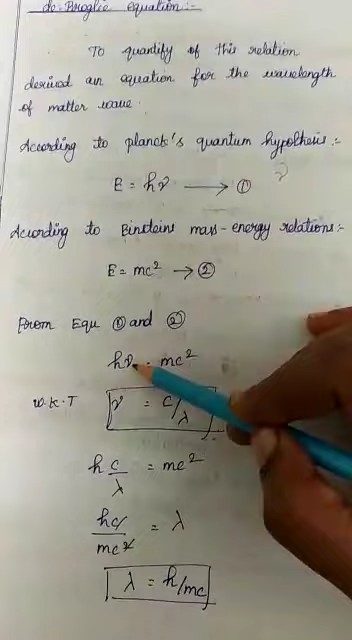 de-Broglie equation:-
To quantify of this relation
derived an equation for the wavelength
of matter wave.
According to planck's quantum hypothesis:-
E = hν → ①
According to Einsteins mass-energy relations:-
E = mc² → ②
From Equ ① and ②
hν = mc²
W.K.T ν = c/λ
h c/λ = mc²
hc/mc² = λ
λ = h/mc